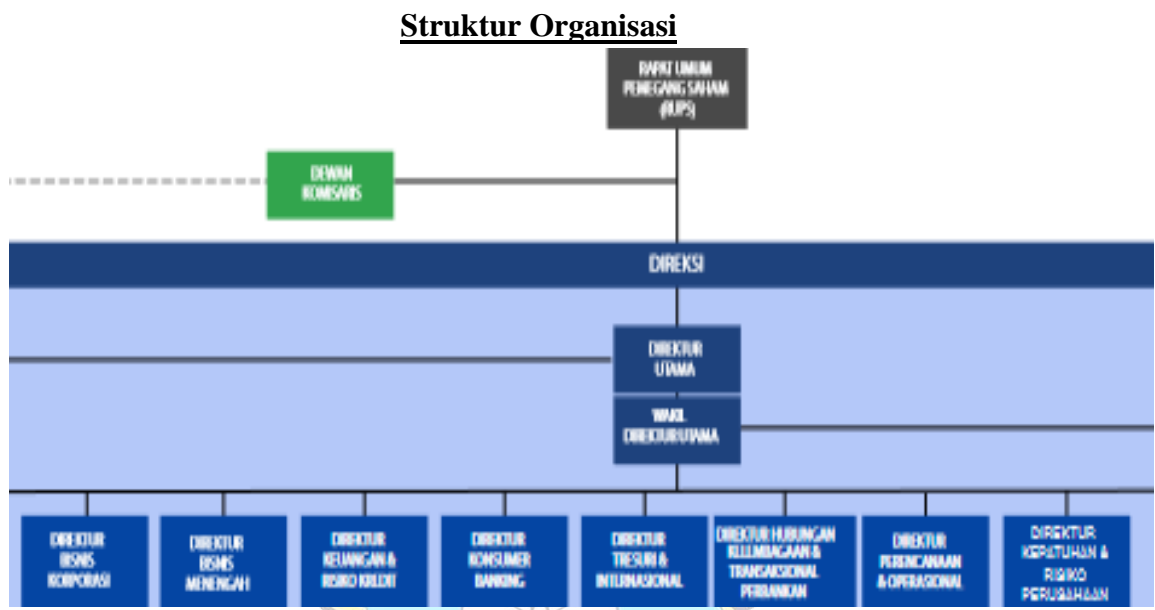 Struktur Organisasi
RAPAT UMUM
PEMEGANG SAHAM
(RUPS)
DEWAN
KOMISARIS
DIREKSI
DIREKTUR
UTAMA
WAKIL
DIREKTUR UTAMA
DIREKTUR
BISNIS
KORPORASI
DIREKTUR
BISNIS
MENENGAH
DIREKTUR
KEUANGAN &
RISIKO KREDIT
DIREKTUR
KONSUMER
BANKING
DIREKTUR
TRESURI &
INTERNASIONAL
DIREKTUR HUBUNGAN
KELEMBAGAAN &
TRANSAKSIONAL
PERBANKAN
DIREKTUR
PERENCANAAN
& OPERASIONAL
DIREKTUR
KEPATUHAN &
RISIKO
PERUSAHAAN